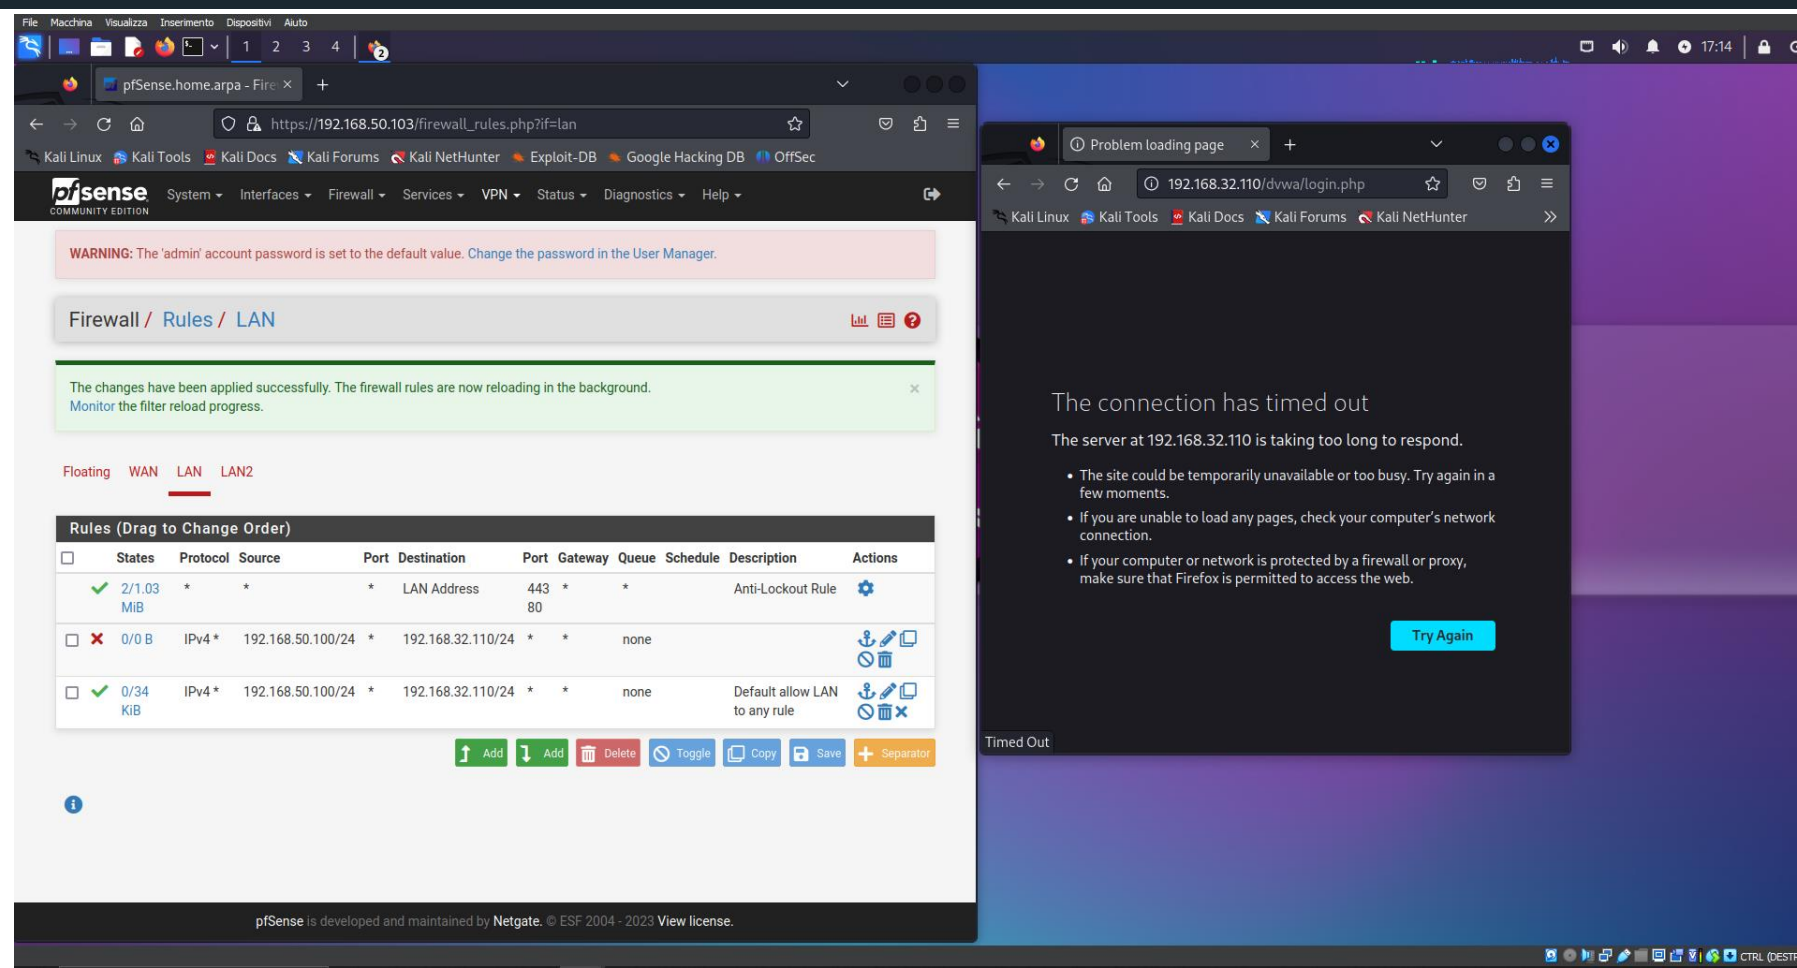 File Macchina Visualizza Inserimento Dispositivi Aiuto
1 2 3 4 2 17:14
pfSense.home.arpa - Fire
https://192.168.50.103/firewall_rules.php?if=lan
Kali Linux Kali Tools Kali Docs Kali Forums Kali NetHunter Exploit-DB Google Hacking DB OffSec
pfsense System Interfaces Firewall Services VPN Status Diagnostics Help
COMMUNITY EDITION
WARNING: The 'admin' account password is set to the default value. Change the password in the User Manager.
Firewall / Rules / LAN
The changes have been applied successfully. The firewall rules are now reloading in the background.
Monitor the filter reload progress.
Floating WAN LAN LAN2
Rules (Drag to Change Order)
States Protocol Source Port Destination Port Gateway Queue Schedule Description Actions
2/1.03 * * * LAN Address 443 * * Anti-Lockout Rule
MiB 80
0/0 B IPv4 * 192.168.50.100/24 * 192.168.32.110/24 * * none
0/34 IPv4 * 192.168.50.100/24 * 192.168.32.110/24 * * none Default allow LAN
KiB to any rule
Add Add Delete Toggle Copy Save Separator
pfSense is developed and maintained by Netgate. © ESF 2004 - 2023 View license.
Problem loading page
192.168.32.110/dvwa/login.php
Kali Linux Kali Tools Kali Docs Kali Forums Kali NetHunter
The connection has timed out
The server at 192.168.32.110 is taking too long to respond.
• The site could be temporarily unavailable or too busy. Try again in a
few moments.
• If you are unable to load any pages, check your computer's network
connection.
• If your computer or network is protected by a firewall or proxy,
make sure that Firefox is permitted to access the web.
Try Again
Timed Out
CTRL (DESTR